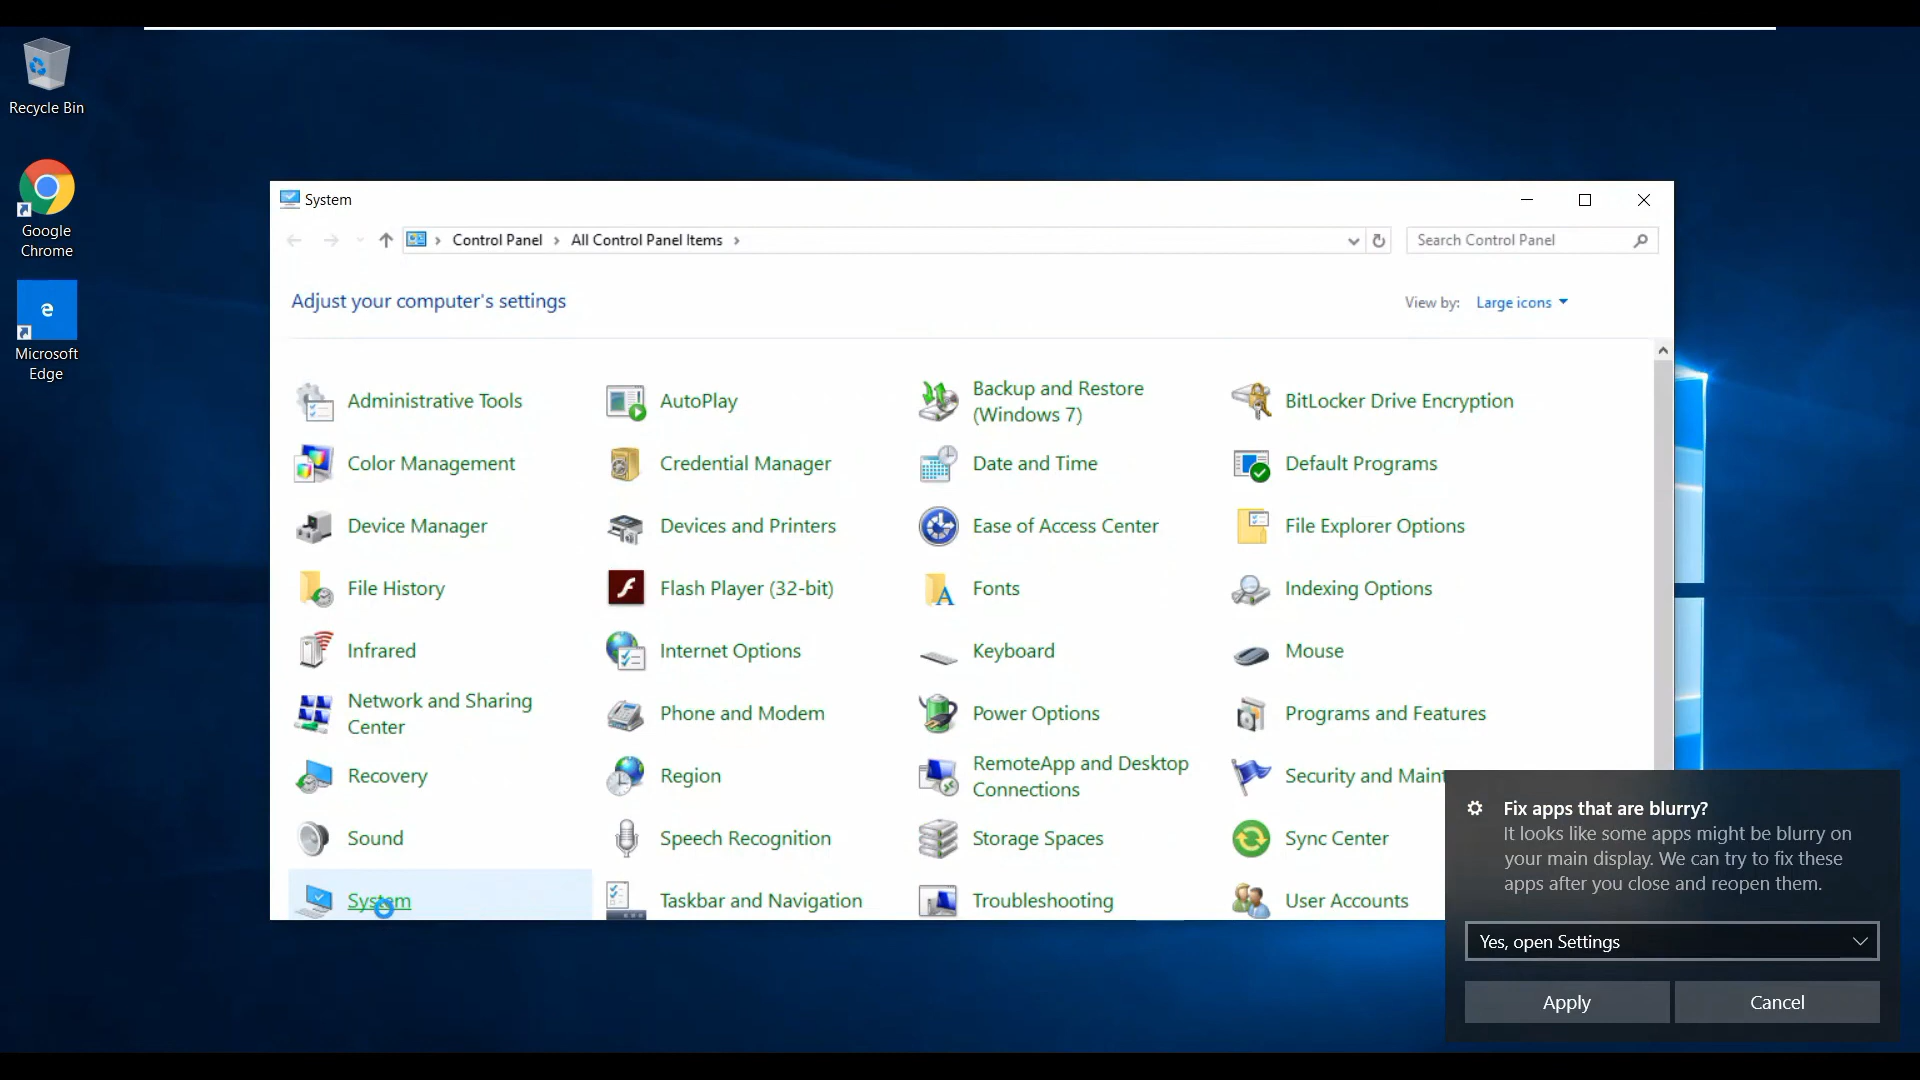 Recycle Bin
Google
Chrome
Microsoft
Edge
System
Control Panel
All Control Panel Items
Search Control Panel
Adjust your computer's settings
View by:
Large icons
Administrative Tools
AutoPlay
Backup and Restore
(Windows 7)
BitLocker Drive Encryption
Color Management
Credential Manager
Date and Time
Default Programs
Device Manager
Devices and Printers
Ease of Access Center
File Explorer Options
File History
Flash Player (32-bit)
Fonts
Indexing Options
Infrared
Internet Options
Keyboard
Mouse
Network and Sharing
Center
Phone and Modem
Power Options
Programs and Features
Recovery
Region
RemoteApp and Desktop
Connections
Security and Maint
Sound
Speech Recognition
Storage Spaces
Sync Center
System
Taskbar and Navigation
Troubleshooting
User Accounts
Fix apps that are blurry?
It looks like some apps might be blurry on
your main display. We can try to fix these
apps after you close and reopen them.
Yes, open Settings
Apply
Cancel